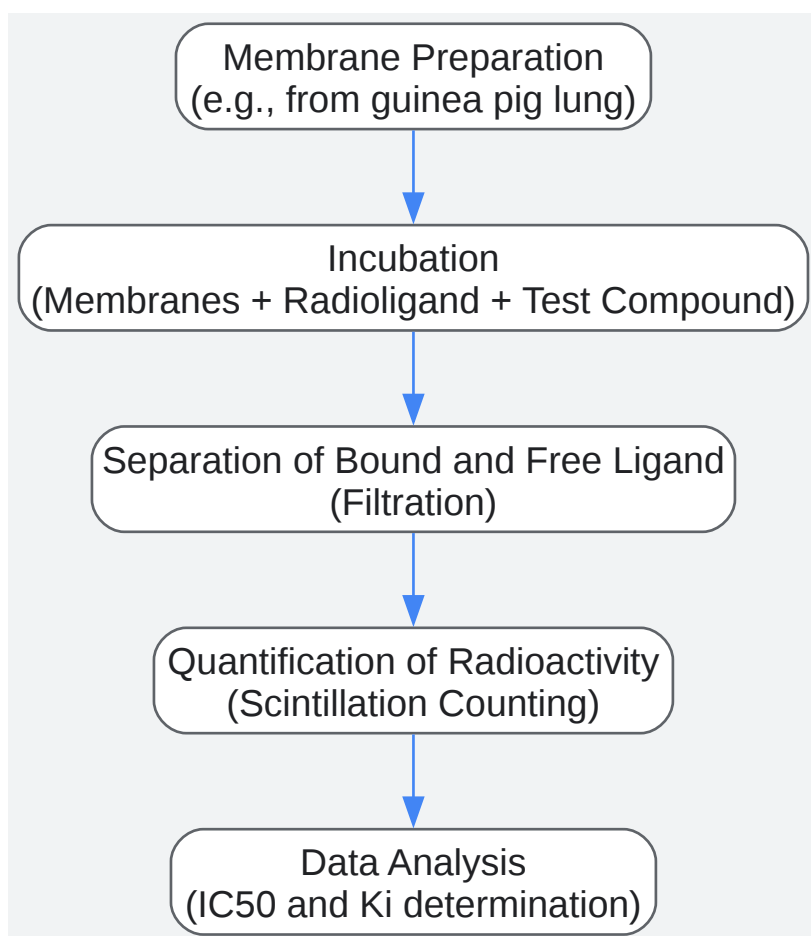 Membrane Preparation
(e.g., from guinea pig lung)
Incubation
(Membranes + Radioligand + Test Compound)
Separation of Bound and Free Ligand
(Filtration)
Quantification of Radioactivity
(Scintillation Counting)
Data Analysis
(IC50 and Ki determination)